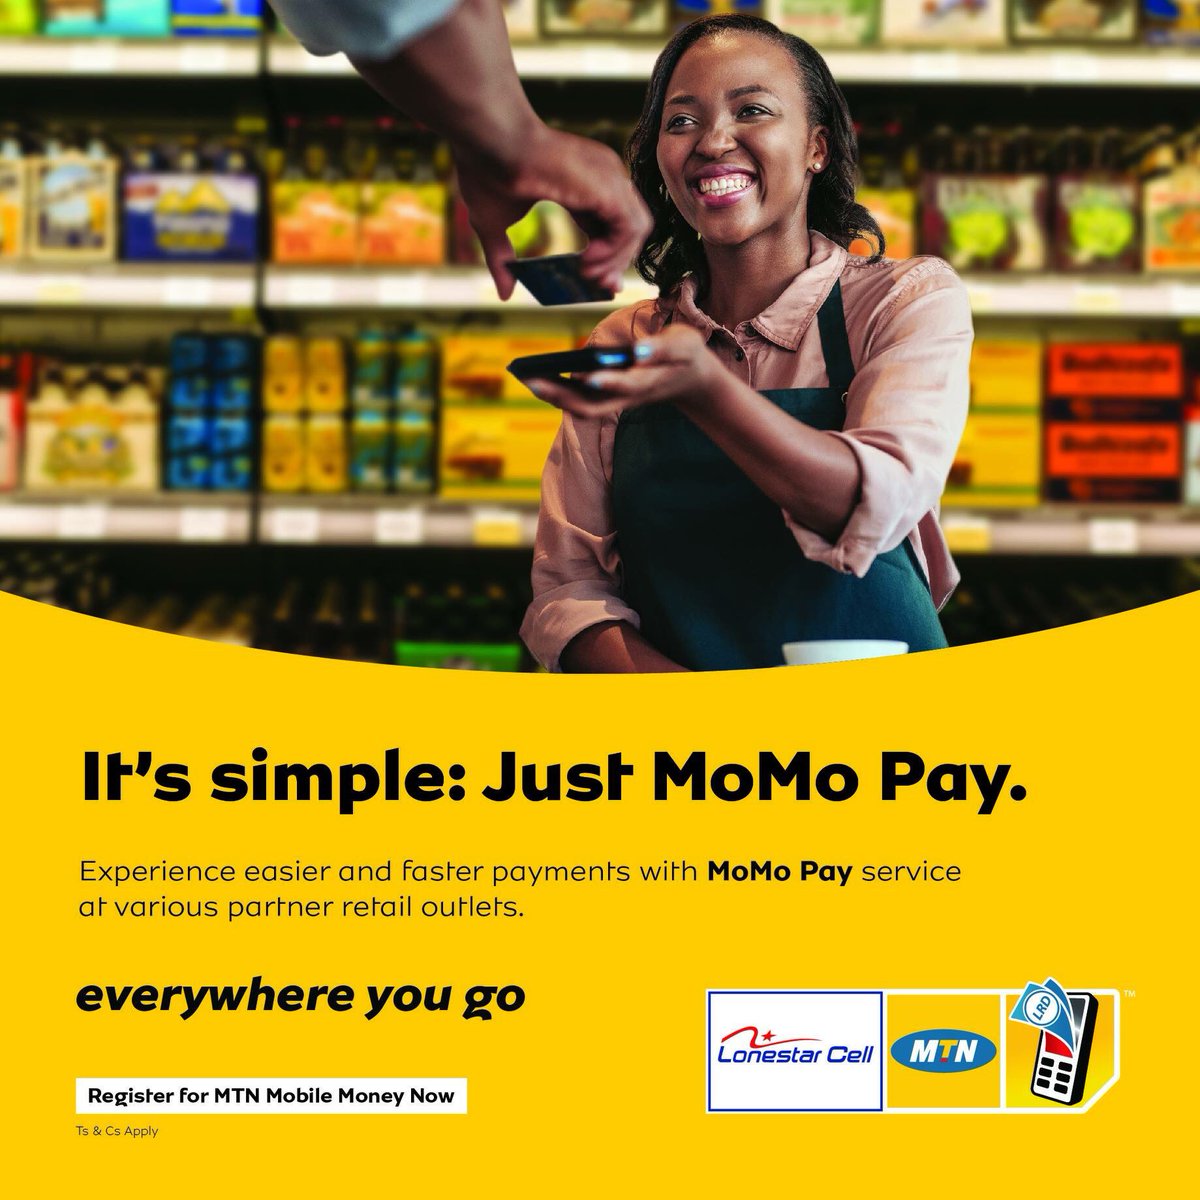 It's simple: Just MoMo Pay.
Experience easier and faster payments with MoMo Pay service
at various partner retail outlets.
everywhere you go
LRD
TM
Lonestar Cell
MTN
Register for MTN Mobile Money Now
Ts & Cs Apply